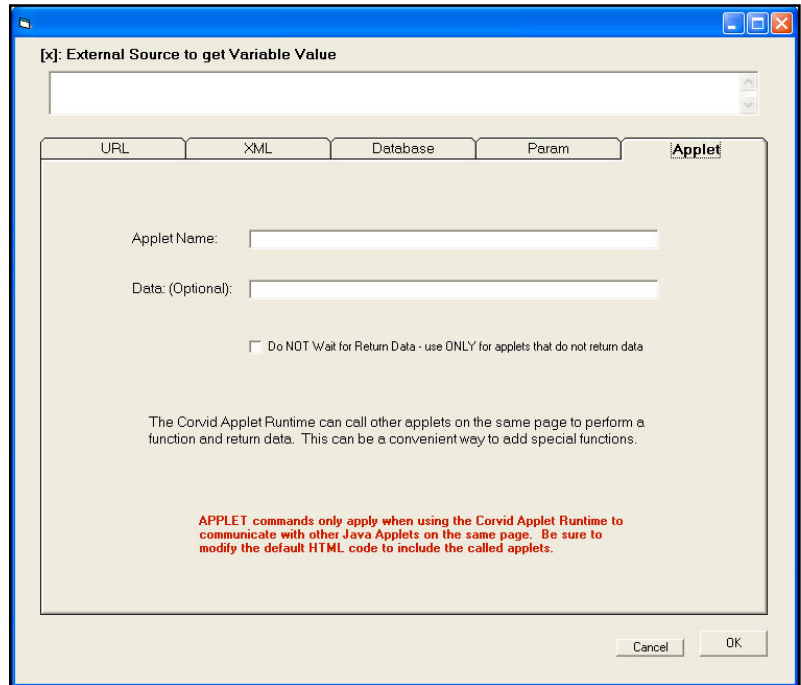 [x]: External Source to get Variable Value
URL XML Database Param Applet
Applet Name:
Data: (Optional):
Do NOT Wait for Return Data - use ONLY for applets that do not return data
The Corvid Applet Runtime can call other applets on the same page to perform a
function and return data. This can be a convenient way to add special functions.
APPLET commands only apply when using the Corvid Applet Runtime to
communicate with other Java Applets on the same page. Be sure to
modify the default HTML code to include the called applets.
Cancel OK